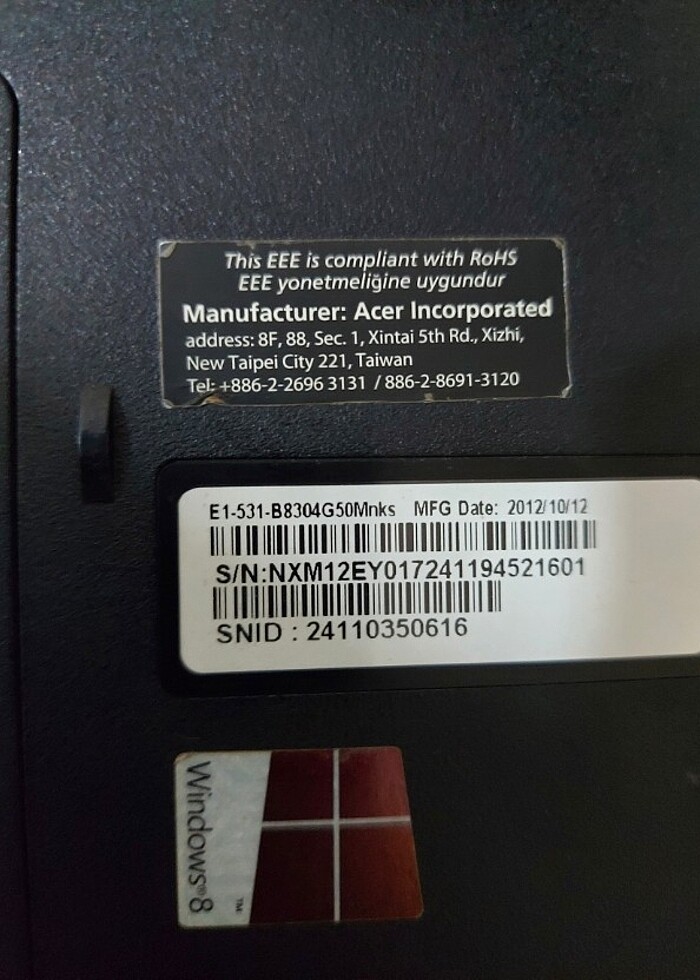 This EEE is compliant with RoHS
EEE yonetmeliğine uygundur
Manufacturer: Acer Incorporated
address: 8F, 88, Sec. 1, Xintai 5th Rd., Xizhi,
New Taipei City 221, Taiwan
Tel: +886-2-2696 3131 / 886-2-8691-3120
E1-531-B8304G50Mnks MFG Date: 2012/10/12
S/N:NXM12EY017241194521601
SNID : 24110350616
Windows®8 ™